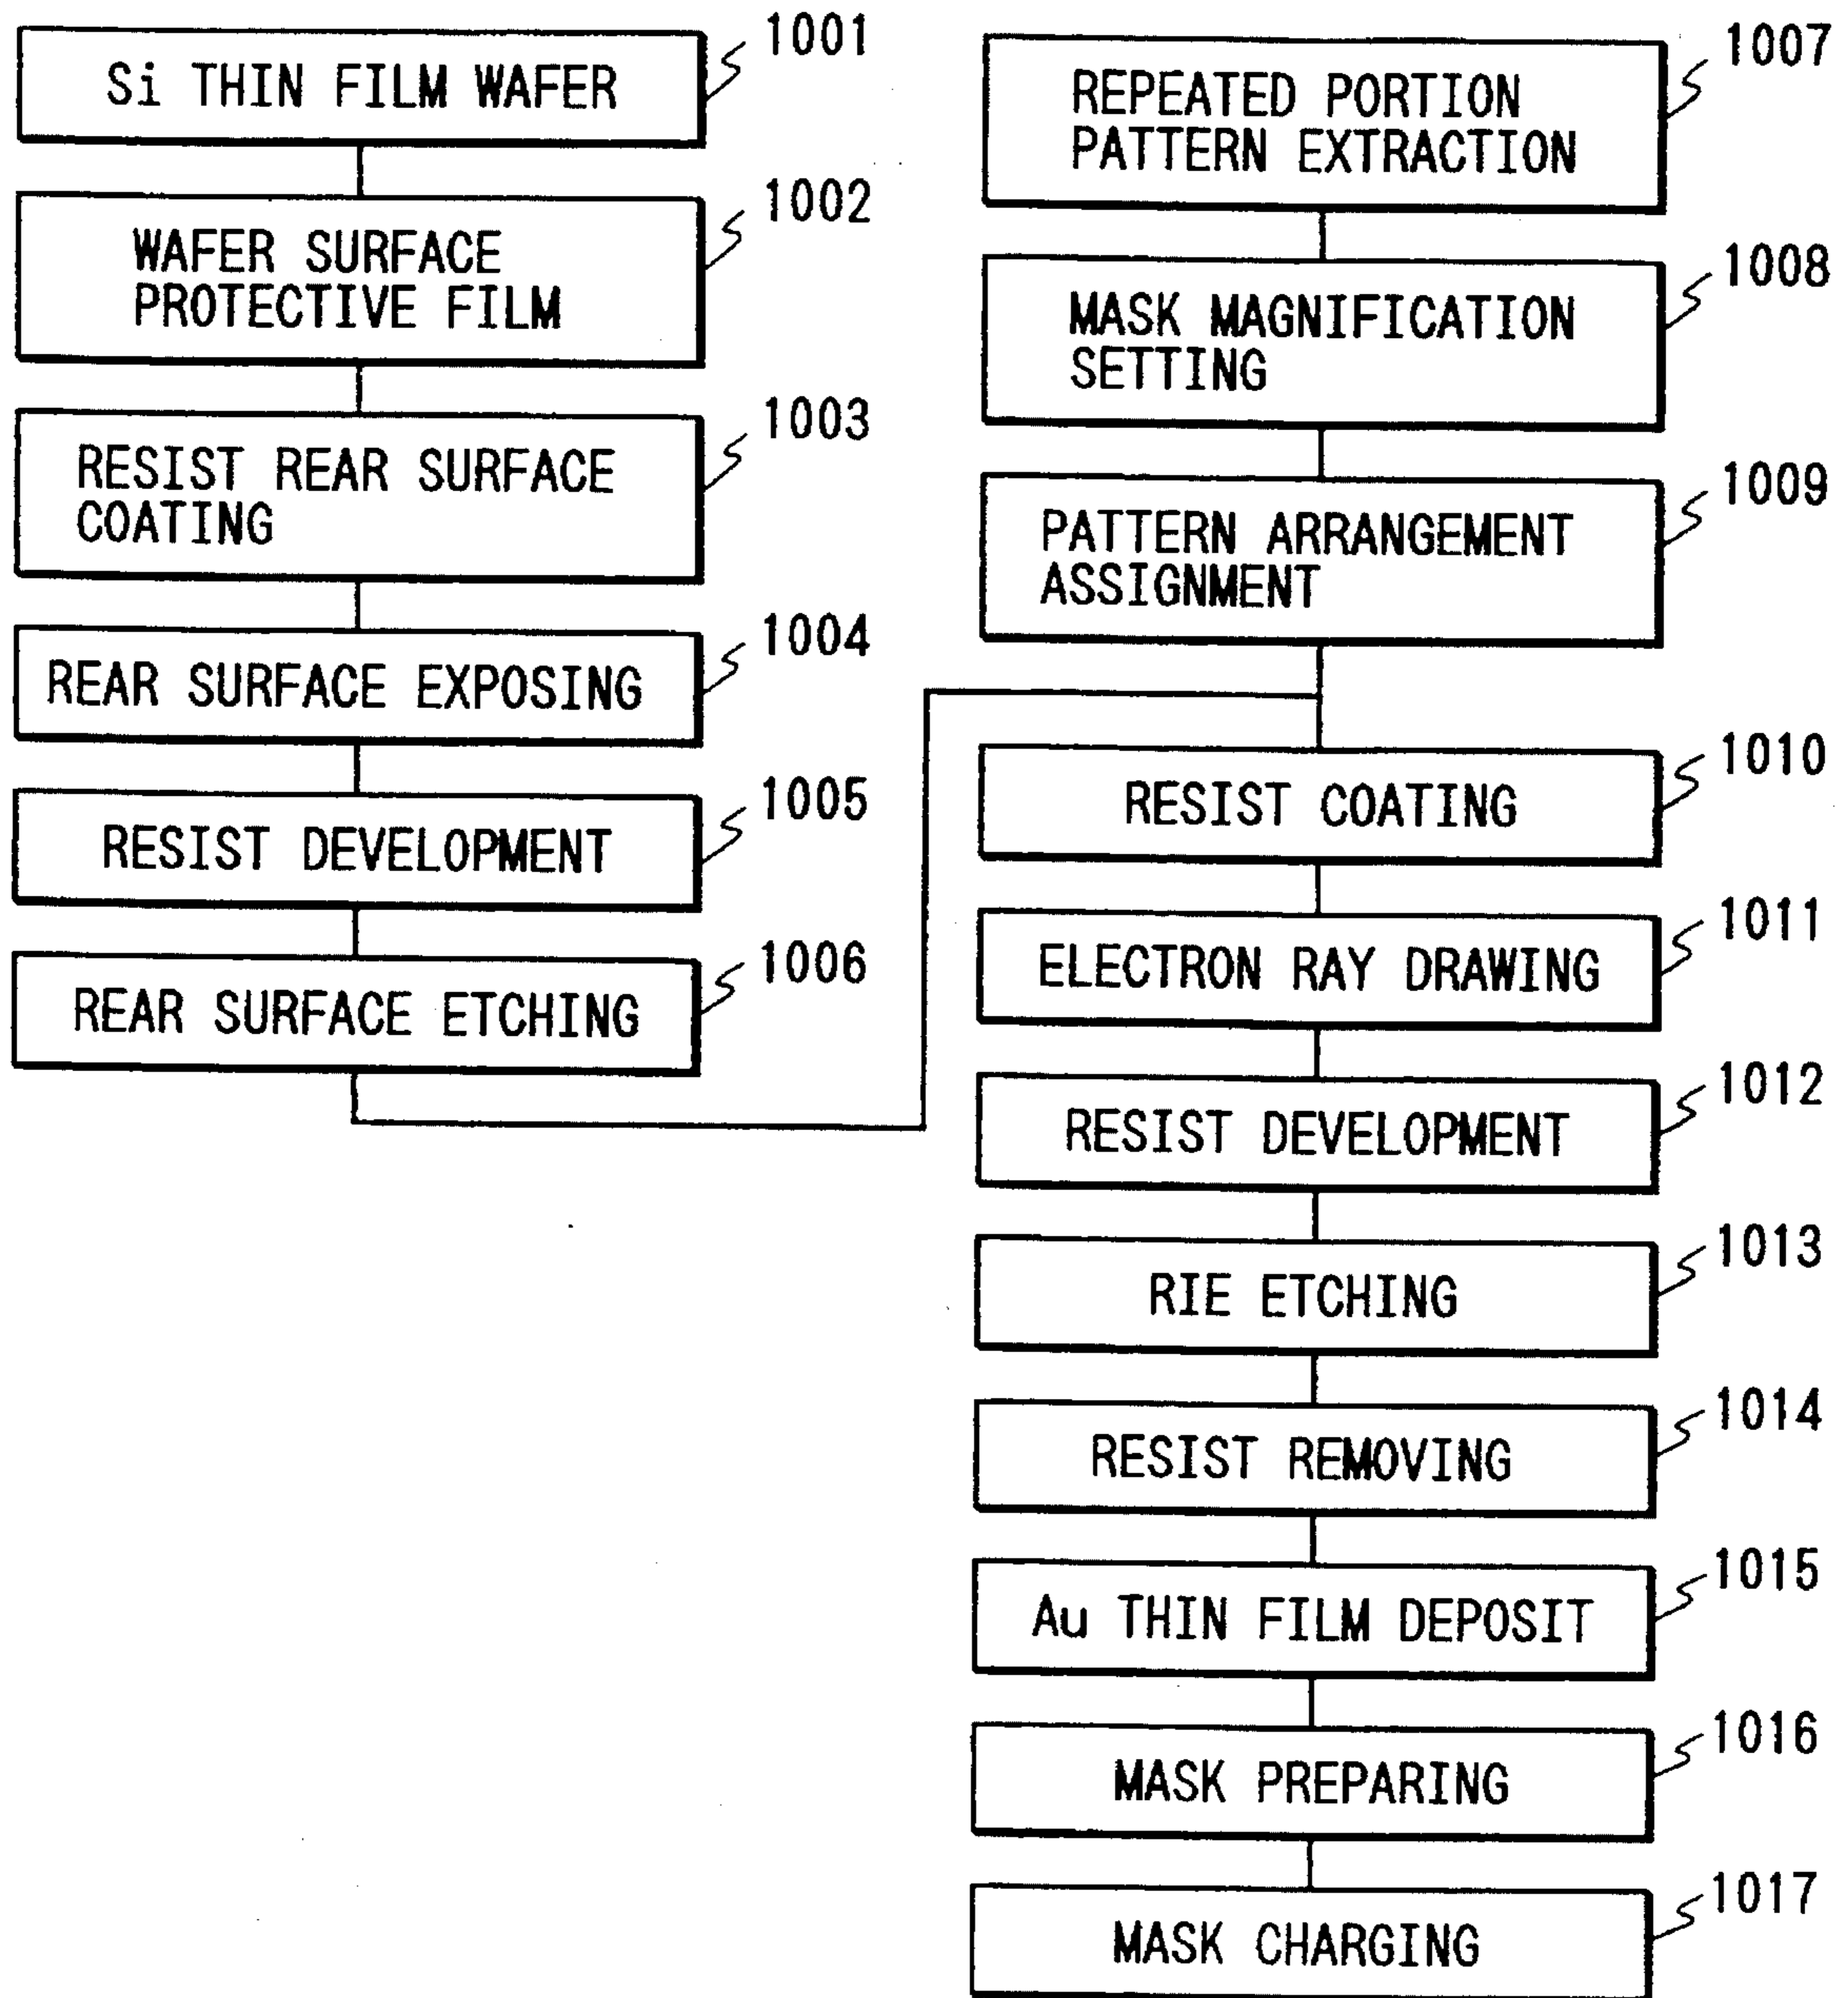 Si THIN FILM WAFER
1001
WAFER SURFACE
PROTECTIVE FILM
1002
RESIST REAR SURFACE
COATING
1003
REAR SURFACE EXPOSING
1004
RESIST DEVELOPMENT
1005
REAR SURFACE ETCHING
1006
REPEATED PORTION
PATTERN EXTRACTION
1007
MASK MAGNIFICATION
SETTING
1008
PATTERN ARRANGEMENT
ASSIGNMENT
1009
RESIST COATING
1010
ELECTRON RAY DRAWING
1011
RESIST DEVELOPMENT
1012
RIE ETCHING
1013
RESIST REMOVING
1014
Au THIN FILM DEPOSIT
1015
MASK PREPARING
1016
MASK CHARGING
1017